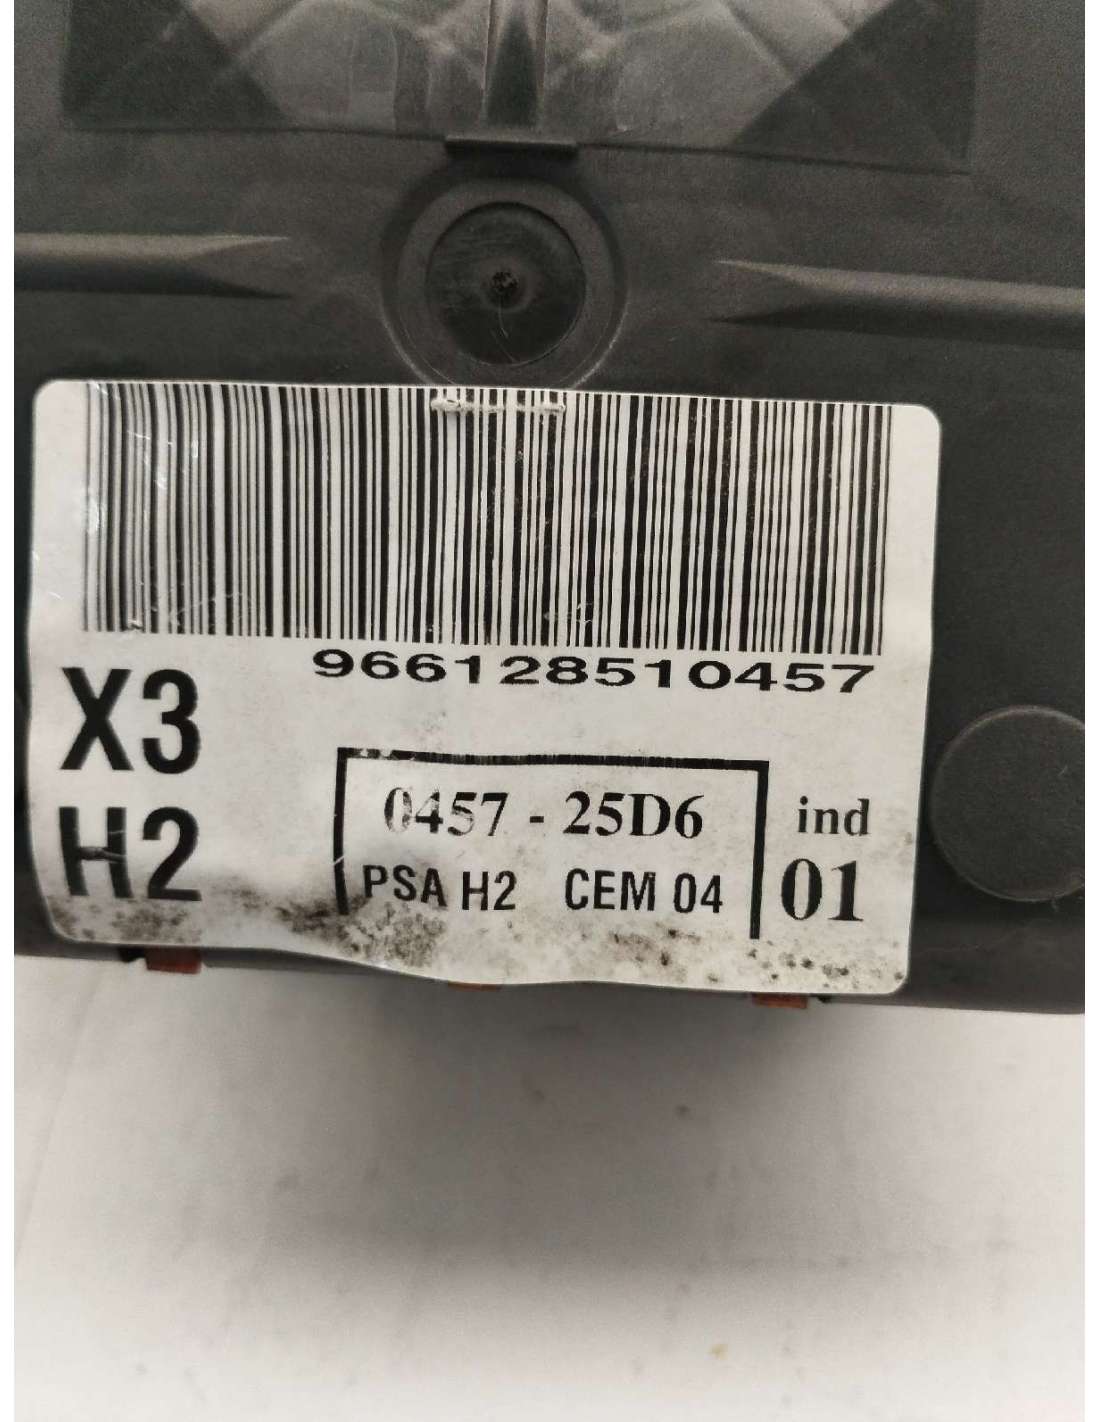 966128510457
X3
H2
0457 - 25D6
PSA H2 CEM 04
ind
01